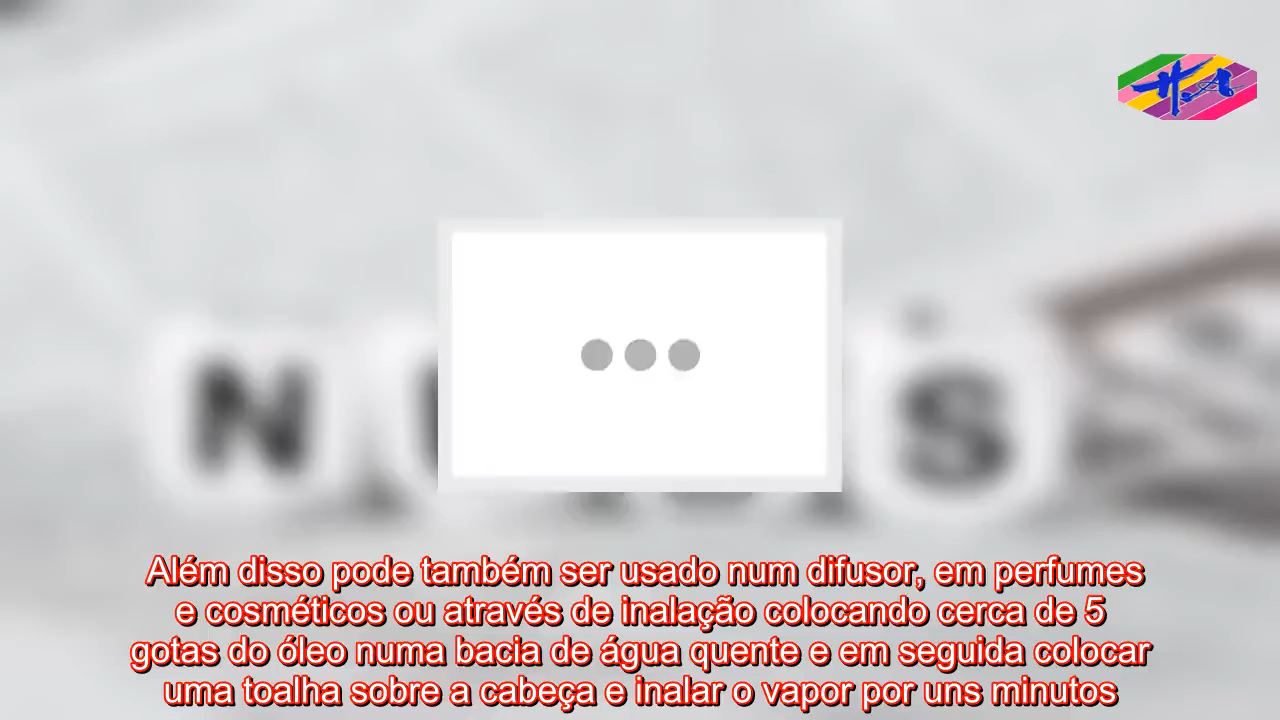 Além disso pode também ser usado num difusor, em perfumes
e cosméticos ou através de inalação colocando cerca de 5
gotas do óleo numa bacia de água quente e em seguida colocar
uma toalha sobre a cabeça e inalar o vapor por uns minutos